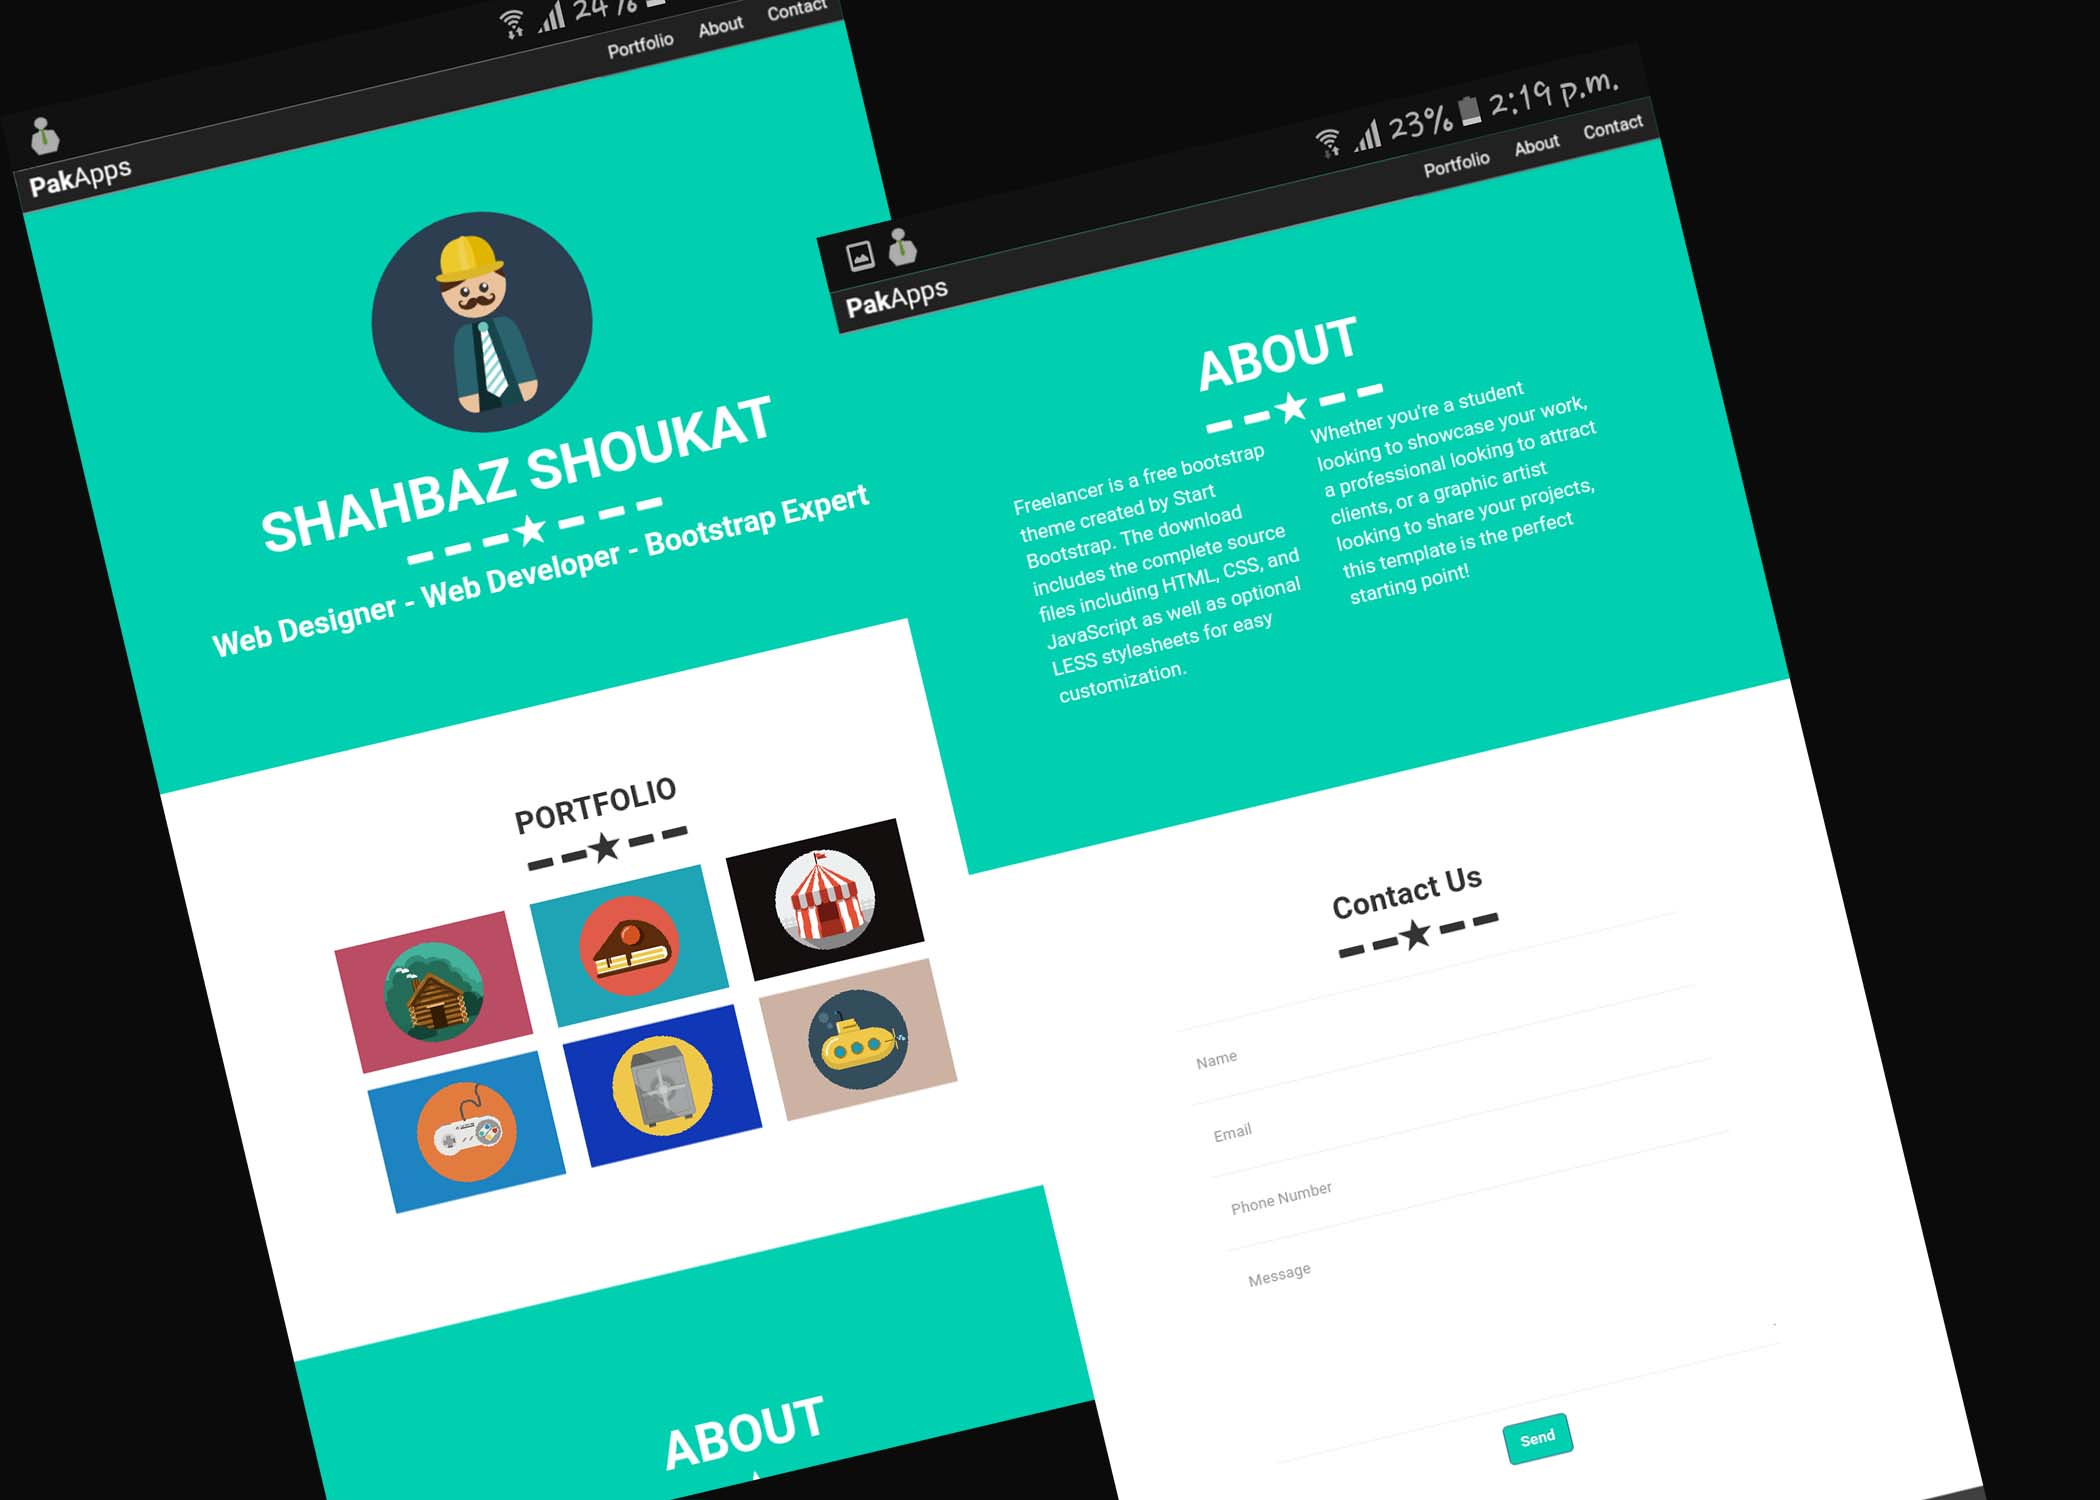 24%
Portfolio About Contact
PakApps
SHAHBAZ SHOUKAT
Web Designer - Web Developer - Bootstrap Expert
PORTFOLIO
ABOUT
23% 2:19 p.m.
Portfolio About Contact
PakApps
ABOUT
Freelancer is a free bootstrap
theme created by Start
Bootstrap. The download
includes the complete source
files including HTML, CSS, and
JavaScript as well as optional
LESS stylesheets for easy
customization.
Whether you're a student
looking to showcase your work,
a professional looking to attract
clients, or a graphic artist
looking to share your projects,
this template is the perfect
starting point!
Contact Us
Name
Email
Phone Number
Message
Send